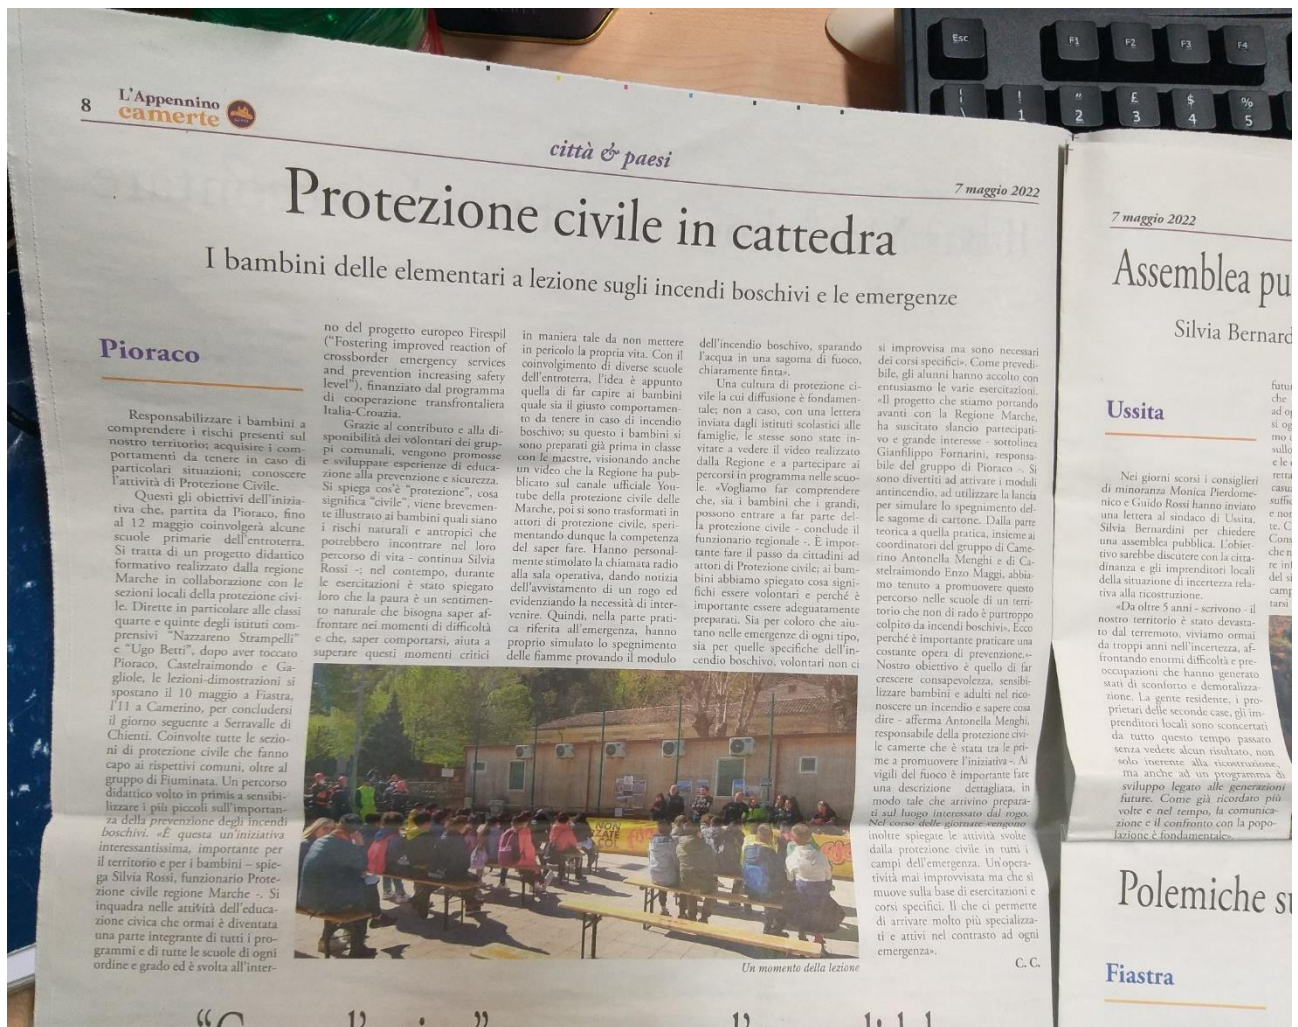 Esc
F1
F2
F3
F4
!
1
"
2
£
3
$
4
%
5
8
L'Appennino
camerte
città & paesi
7 maggio 2022
Protezione civile in cattedra
I bambini delle elementari a lezione sugli incendi boschivi e le emergenze
Pioraco
Responsabilizzare i bambini a
comprendere i rischi presenti sul
nostro territorio; acquisire i com-
portamenti da tenere in caso di
particolari situazioni; conoscere
l'attività di Protezione Civile.
Questi gli obiettivi dell'inizia-
tiva che, partita da Pioraco, fino
al 12 maggio coinvolgerà alcune
scuole primarie dell'entroterra.
Si tratta di un progetto didattico
formativo realizzato dalla regione
Marche in collaborazione con le
sezioni locali della protezione civi-
le. Dirette in particolare alle classi
quarte e quinte degli istituti com-
prensivi "Nazzareno Strampelli"
e "Ugo Betti", dopo aver toccato
Pioraco, Castelraimondo e Ga-
gliole, le lezioni-dimostrazioni si
spostano il 10 maggio a Fiastra,
l'11 a Camerino, per concludersi
il giorno seguente a Serravalle di
Chienti. Coinvolte tutte le sezio-
ni di protezione civile che fanno
capo ai rispettivi comuni, oltre al
gruppo di Fiuminata. Un percorso
didattico volto in primis a sensibi-
lizzare i più piccoli sull'importan-
za della prevenzione degli incendi
boschivi. «È questa un'iniziativa
interessantissima, importante per
il territorio e per i bambini – spie-
ga Silvia Rossi, funzionario Prote-
zione civile regione Marche -. Si
inquadra nelle attività dell'educa-
zione civica che ormai è diventata
una parte integrante di tutti i pro-
grammi e di tutte le scuole di ogni
ordine e grado ed è svolta all'inter-
no del progetto europeo Firespil
("Fostering improved reaction of
crossborder emergency services
and prevention increasing safety
level"), finanziato dal programma
di cooperazione transfrontaliera
Italia-Croazia.
Grazie al contributo e alla di-
sponibilità dei volontari dei grup-
pi comunali, vengono promosse
e sviluppate esperienze di educa-
zione alla prevenzione e sicurezza.
Si spiega cos'è "protezione", cosa
significa "civile", viene brevemen-
te illustrato ai bambini quali siano
i rischi naturali e antropici che
potrebbero incontrare nel loro
percorso di vita – continua Silvia
Rossi -; nel contempo, durante
le esercitazioni è stato spiegato
loro che la paura è un sentimen-
to naturale che bisogna saper af-
frontare nei momenti di difficoltà
e che, saper comportarsi, aiuta a
superare questi momenti critici
in maniera tale da non mettere
in pericolo la propria vita. Con il
coinvolgimento di diverse scuole
dell'entroterra, l'idea è appunto
quella di far capire ai bambini
quale sia il giusto comportamen-
to da tenere in caso di incendio
boschivo; su questo i bambini si
sono preparati già prima in classe
con le maestre, visionando anche
un video che la Regione ha pub-
blicato sul canale ufficiale You-
tube della protezione civile delle
Marche, poi si sono trasformati in
attori di protezione civile, speri-
mentando dunque la competenza
del saper fare. Hanno personal-
mente stimolato la chiamata radio
alla sala operativa, dando notizia
dell'avvistamento di un rogo ed
evidenziando la necessità di inter-
venire. Quindi, nella parte prati-
ca riferita all'emergenza, hanno
proprio simulato lo spegnimento
delle fiamme provando il modulo
dell'incendio boschivo, sparando
l'acqua in una sagoma di fuoco,
chiaramente finta».
Una cultura di protezione ci-
vile la cui diffusione è fondamen-
tale; non a caso, con una lettera
inviata dagli istituti scolastici alle
famiglie, le stesse sono state in-
vitate a vedere il video realizzato
dalla Regione e a partecipare ai
percorsi in programma nelle scuo-
le. «Vogliamo far comprendere
che, sia i bambini che i grandi,
possono entrare a far parte del-
la protezione civile - conclude il
funzionario regionale -. È impor-
tante fare il passo da cittadini ad
attori di Protezione civile; ai bam-
bini abbiamo spiegato cosa signi-
fichi essere volontari e perché è
importante essere adeguatamente
preparati. Sia per coloro che aiu-
tano nelle emergenze di ogni tipo,
sia per quelle specifiche dell'in-
cendio boschivo, volontari non ci
si improvvisa ma sono necessari
dei corsi specifici». Come prevedi-
bile, gli alunni hanno accolto con
entusiasmo le varie esercitazioni.
«Il progetto che stiamo portando
avanti con la Regione Marche,
ha suscitato slancio partecipati-
vo e grande interesse - sottolinea
Gianfilippo Fornarini, responsa-
bile del gruppo di Pioraco -. Si
sono divertiti ad attivare i moduli
antincendio, ad utilizzare la lancia
per simulare lo spegnimento del-
le sagome di cartone. Dalla parte
teorica a quella pratica, insieme ai
coordinatori del gruppo di Came-
rino Antonella Menghi e di Ca-
stelraimondo Enzo Maggi, abbia-
mo tenuto a promuovere questo
percorso nelle scuole di un terri-
torio che non di rado è purtroppo
colpito da incendi boschivi». Ecco
perché è importante praticare una
costante opera di prevenzione.«-
Nostro obiettivo è quello di far
crescere consapevolezza, sensibi-
lizzare bambini e adulti nel rico-
noscere un incendio e sapere cosa
dire - afferma Antonella Menghi,
responsabile della protezione civi-
le camerte che è stata tra le pri-
me a promuovere l'iniziativa -. Ai
vigili del fuoco è importante fare
una descrizione dettagliata, in
modo tale che arrivino prepara-
ti sul luogo interessato dal rogo.
Nel corso delle giornate vengono
inoltre spiegate le attività svolte
dalla protezione civile in tutti i
campi dell'emergenza. Un'opera-
tività mai improvvisata ma che si
muove sulla base di esercitazioni e
corsi specifici. Il che ci permette
di arrivare molto più specializza-
ti e attivi nel contrasto ad ogni
emergenza».
C. C.
NON
Un momento della lezione
7 maggio 2022
Assemblea pu
Silvia Bernard
Ussita
Nei giorni scorsi i consiglieri
di minoranza Monica Pierdome-
nico e Guido Rossi hanno inviato
una lettera al sindaco di Ussita,
Silvia Bernardini per chiedere
una assemblea pubblica. L'obiet-
tivo sarebbe discutere con la citta-
dinanza e gli imprenditori locali
della situazione di incertezza rela-
tiva alla ricostruzione.
«Da oltre 5 anni - scrivono - il
nostro territorio è stato devasta-
to dal terremoto, viviamo ormai
da troppi anni nell'incertezza, af-
frontando enormi difficoltà e pre-
occupazioni che hanno generato
stati di sconforto e demoralizza-
zione. La gente residente, i pro-
prietari delle seconde case, gli im-
prenditori locali sono sconcertati
da tutto questo tempo passato
senza vedere alcun risultato, non
solo inerente alla ricostruzione,
ma anche ad un programma di
sviluppo legato alle generazioni
future. Come già ricordato più
volte e nel tempo, la comunica-
zione e il confronto con la popo-
lazione è fondamentale».
Polemiche su
Fiastra